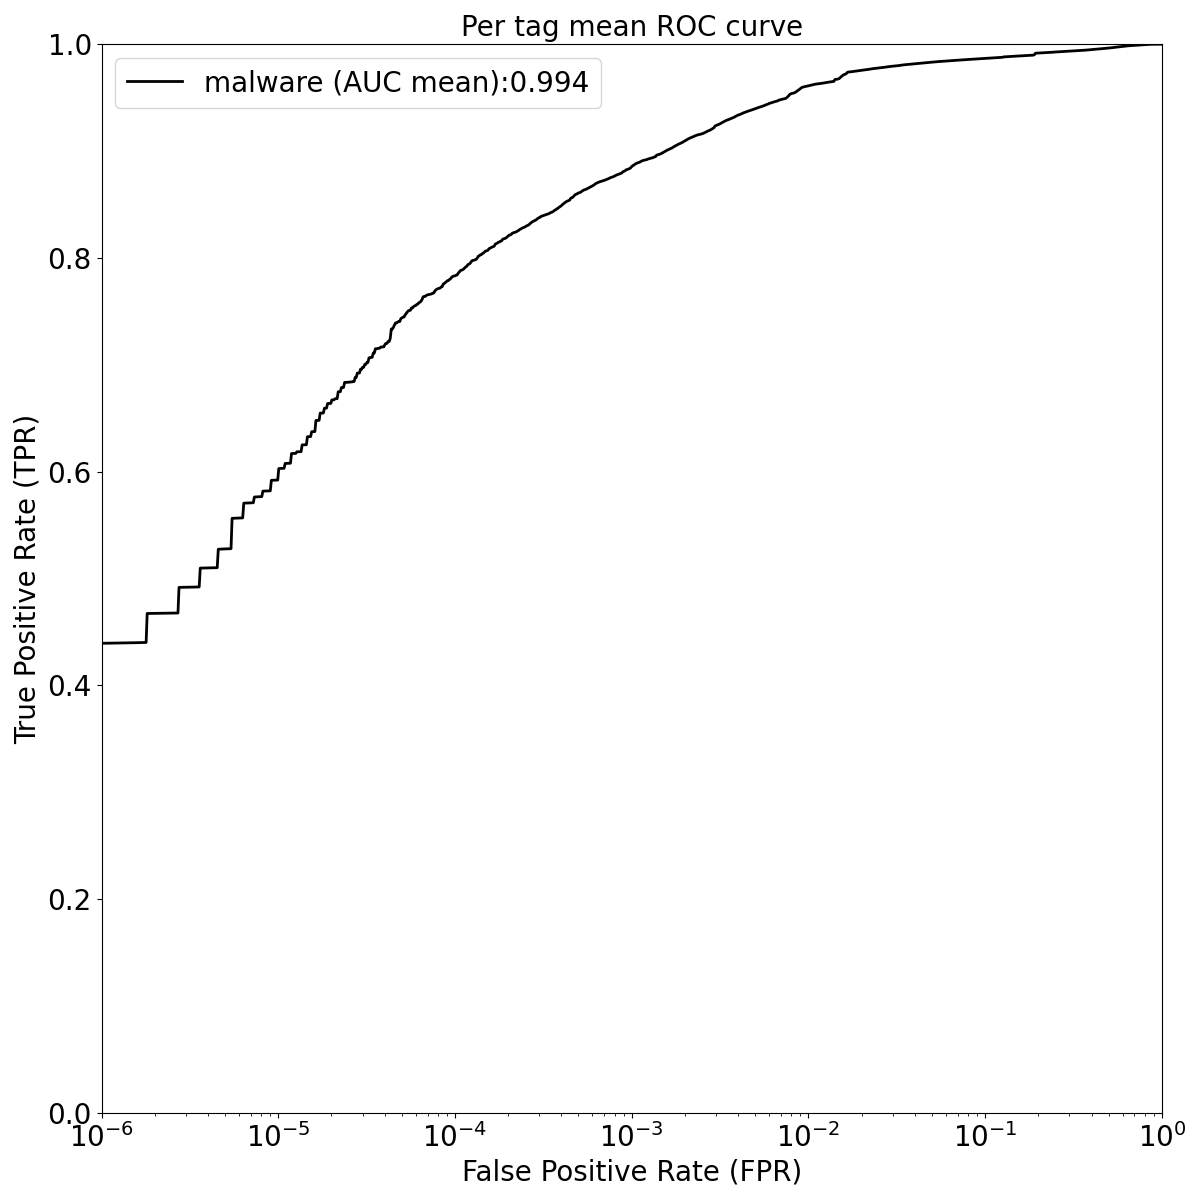 Per tag mean ROC curve
malware (AUC mean):0.994
True Positive Rate (TPR)
1.0
0.8
0.6
0.4
0.2
0.0
10⁻⁶ 10⁻⁵ 10⁻⁴ 10⁻³ 10⁻² 10⁻¹ 10⁰
False Positive Rate (FPR)